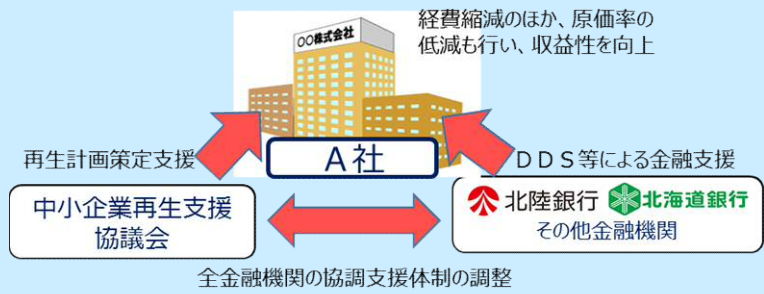 経費縮減のほか、原価率の
低減も行い、収益性を向上
○○株式会社
A社
再生計画策定支援
DDS等による金融支援
中小企業再生支援
協議会
北陸銀行 北海道銀行
その他金融機関
全金融機関の協調支援体制の調整